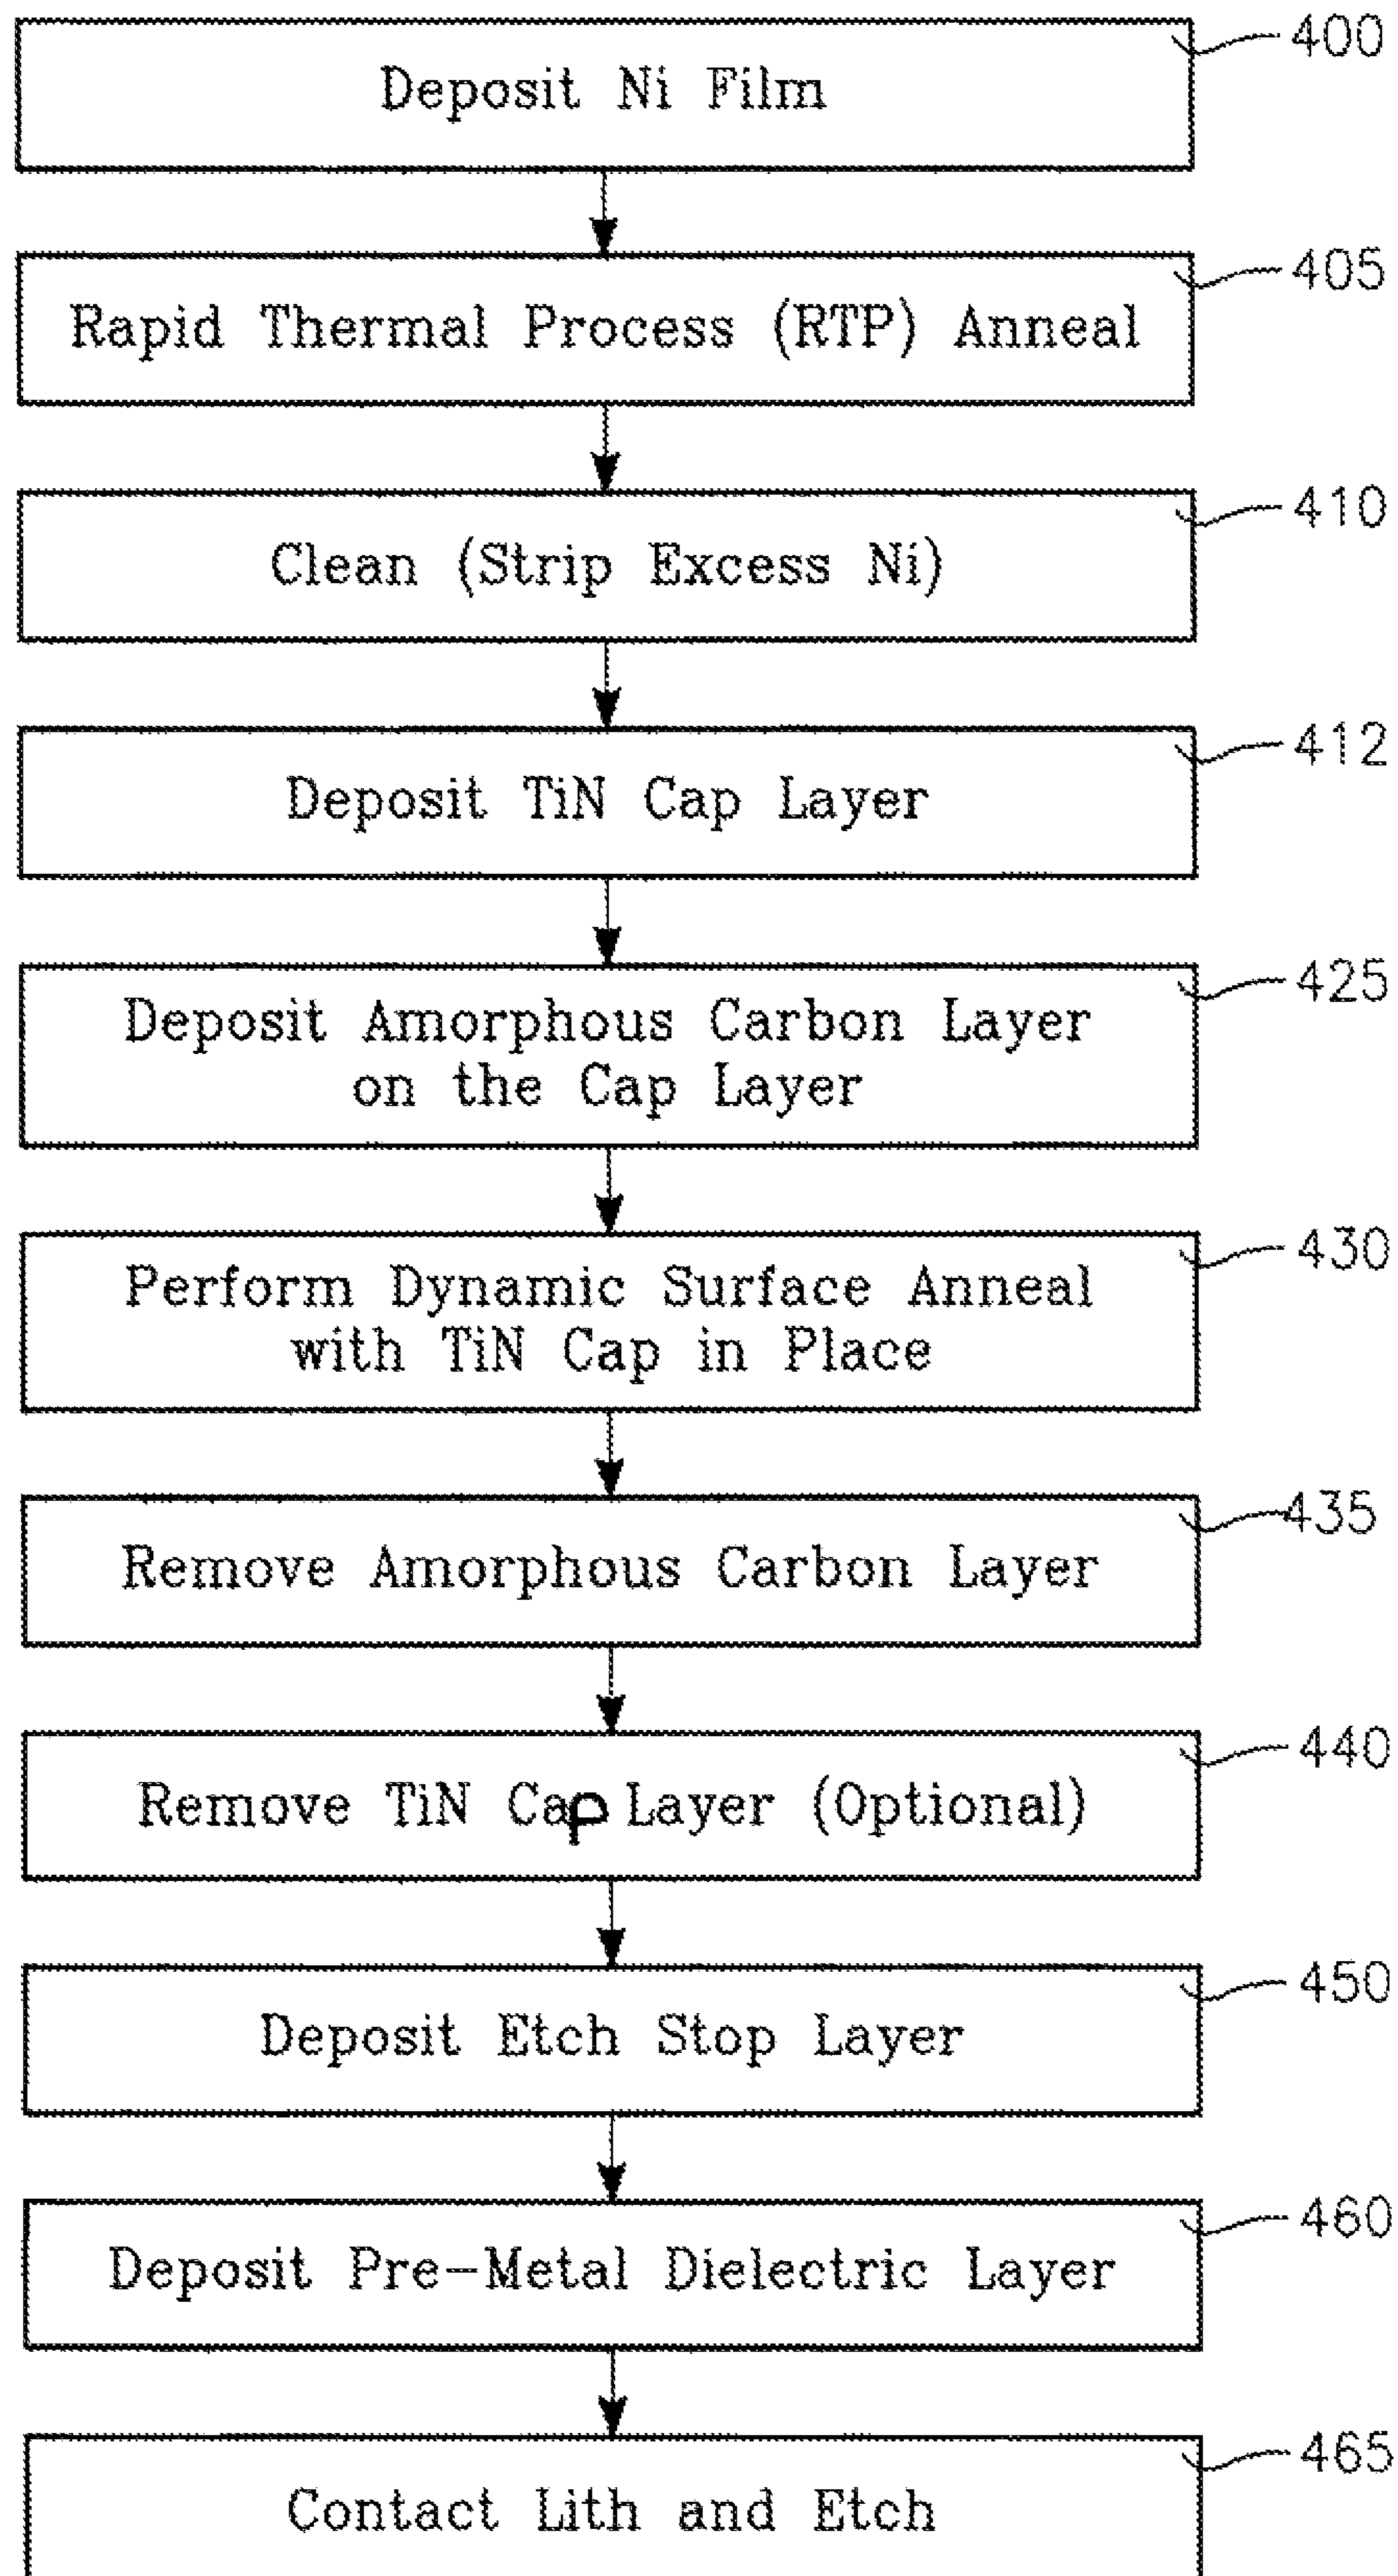 Deposit Ni Film
400
Rapid Thermal Process (RTP) Anneal
405
Clean (Strip Excess Ni)
410
Deposit TiN Cap Layer
412
Deposit Amorphous Carbon Layer
on the Cap Layer
425
Perform Dynamic Surface Anneal
with TiN Cap in Place
430
Remove Amorphous Carbon Layer
435
Remove TiN Cap Layer (Optional)
440
Deposit Etch Stop Layer
450
Deposit Pre-Metal Dielectric Layer
460
Contact Lith and Etch
465